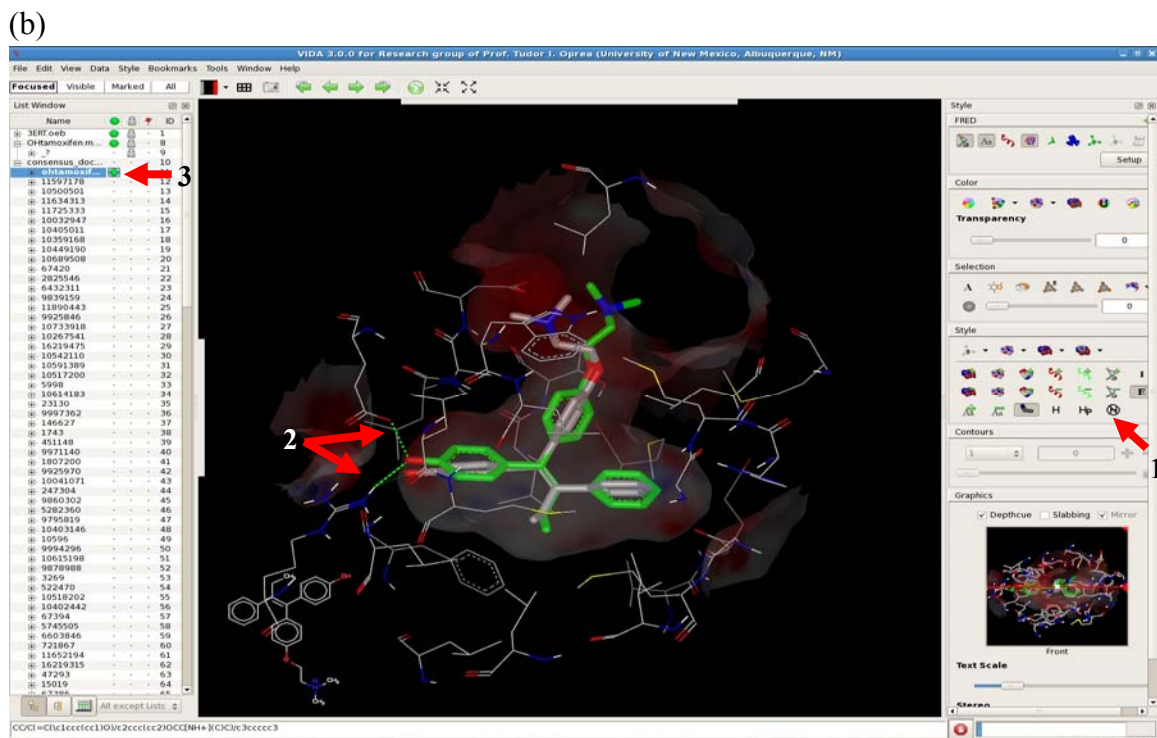 (b)
VIDA 3.0.0 for Research group of Prof. Tudor I. Oprea (University of New Mexico, Albuquerque, NM)
File Edit View Data Style Bookmarks Tools Window Help
Focused Visible Marked All
List Window
Name ID
3ERT.oeb 1
OHtamoxifen.m... 8
_? 9
consensus_doc... 10
ohtamoxif... 3
11597178 12
10500501 13
11634313 14
11725333 15
10032947 16
10405011 17
10359168 18
10449190 19
10689508 20
67420 21
2825546 22
6432311 23
9839159 24
11890443 25
9925846 26
10733918 27
10267541 28
16219475 29
10542110 30
10591389 31
10517200 32
5998 33
10614183 34
23130 35
9997362 36
146627 37
1743 38
451148 39
9971140 40
1807200 41
9925970 42
10041071 43
247304 44
9860302 45
5282360 46
9795819 47
10403146 48
10596 49
9994296 50
10615198 51
9878988 52
3269 53
522470 54
10518202 55
10402442 56
67394 57
5745505 58
6603846 59
721867 60
11652194 61
16219315 62
47293 63
15019 64
67386 65
All except Lists
CC/C(=C(\c1ccc(cc1)O)/c2ccc(cc2)OCC[NH+](C)C)/c3ccccc3
2
OH
CH₃
CH₃
Style
FRED
Aa
Setup
Color
Transparency
0
Selection
A
0
Style
I
E
H Hp N
1
Contours
1 0
Graphics
Depthcue Slabbing Mirror
Front
Text Scale
Stereo